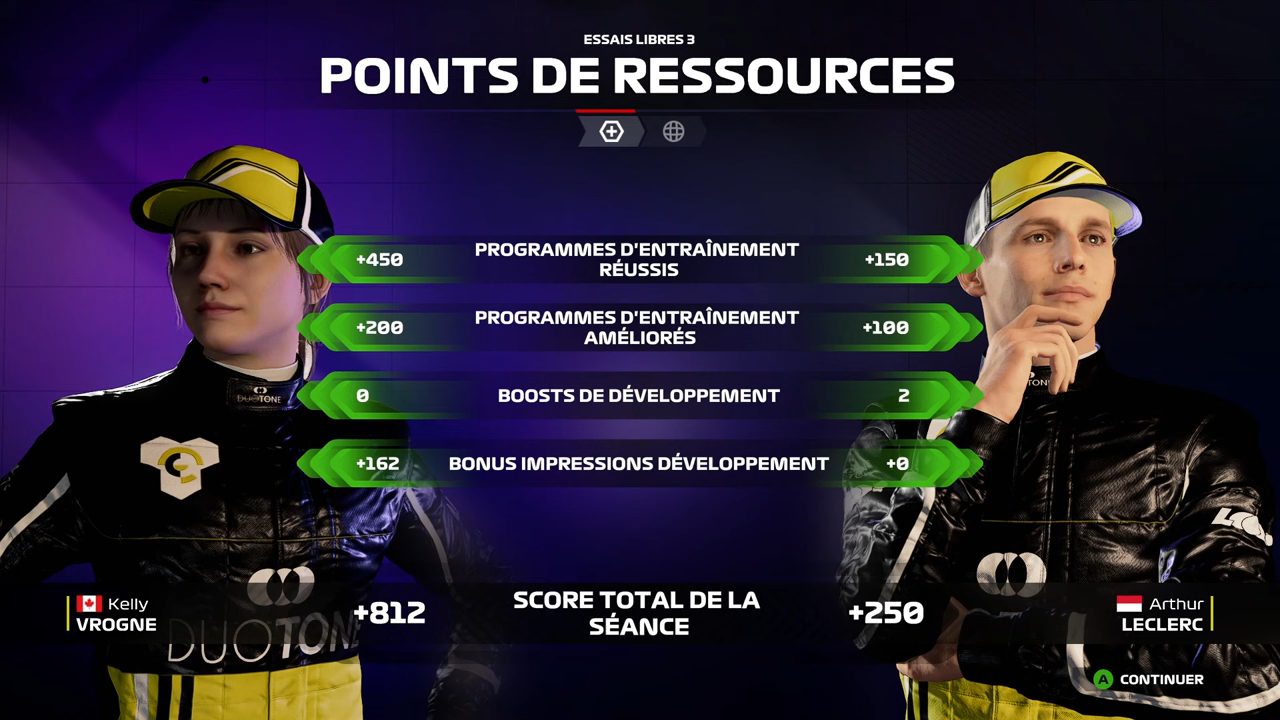 ESSAIS LIBRES 3
POINTS DE RESSOURCES
+450
PROGRAMMES D'ENTRAÎNEMENT
RÉUSSIS
+150
+200
PROGRAMMES D'ENTRAÎNEMENT
AMÉLIORÉS
+100
0
BOOSTS DE DÉVELOPPEMENT
2
+162
BONUS IMPRESSIONS DÉVELOPPEMENT
+0
DUOTONE
Kelly
VROGNE
+812
SCORE TOTAL DE LA
SÉANCE
+250
Arthur
LECLERC
DUOTON
A CONTINUER